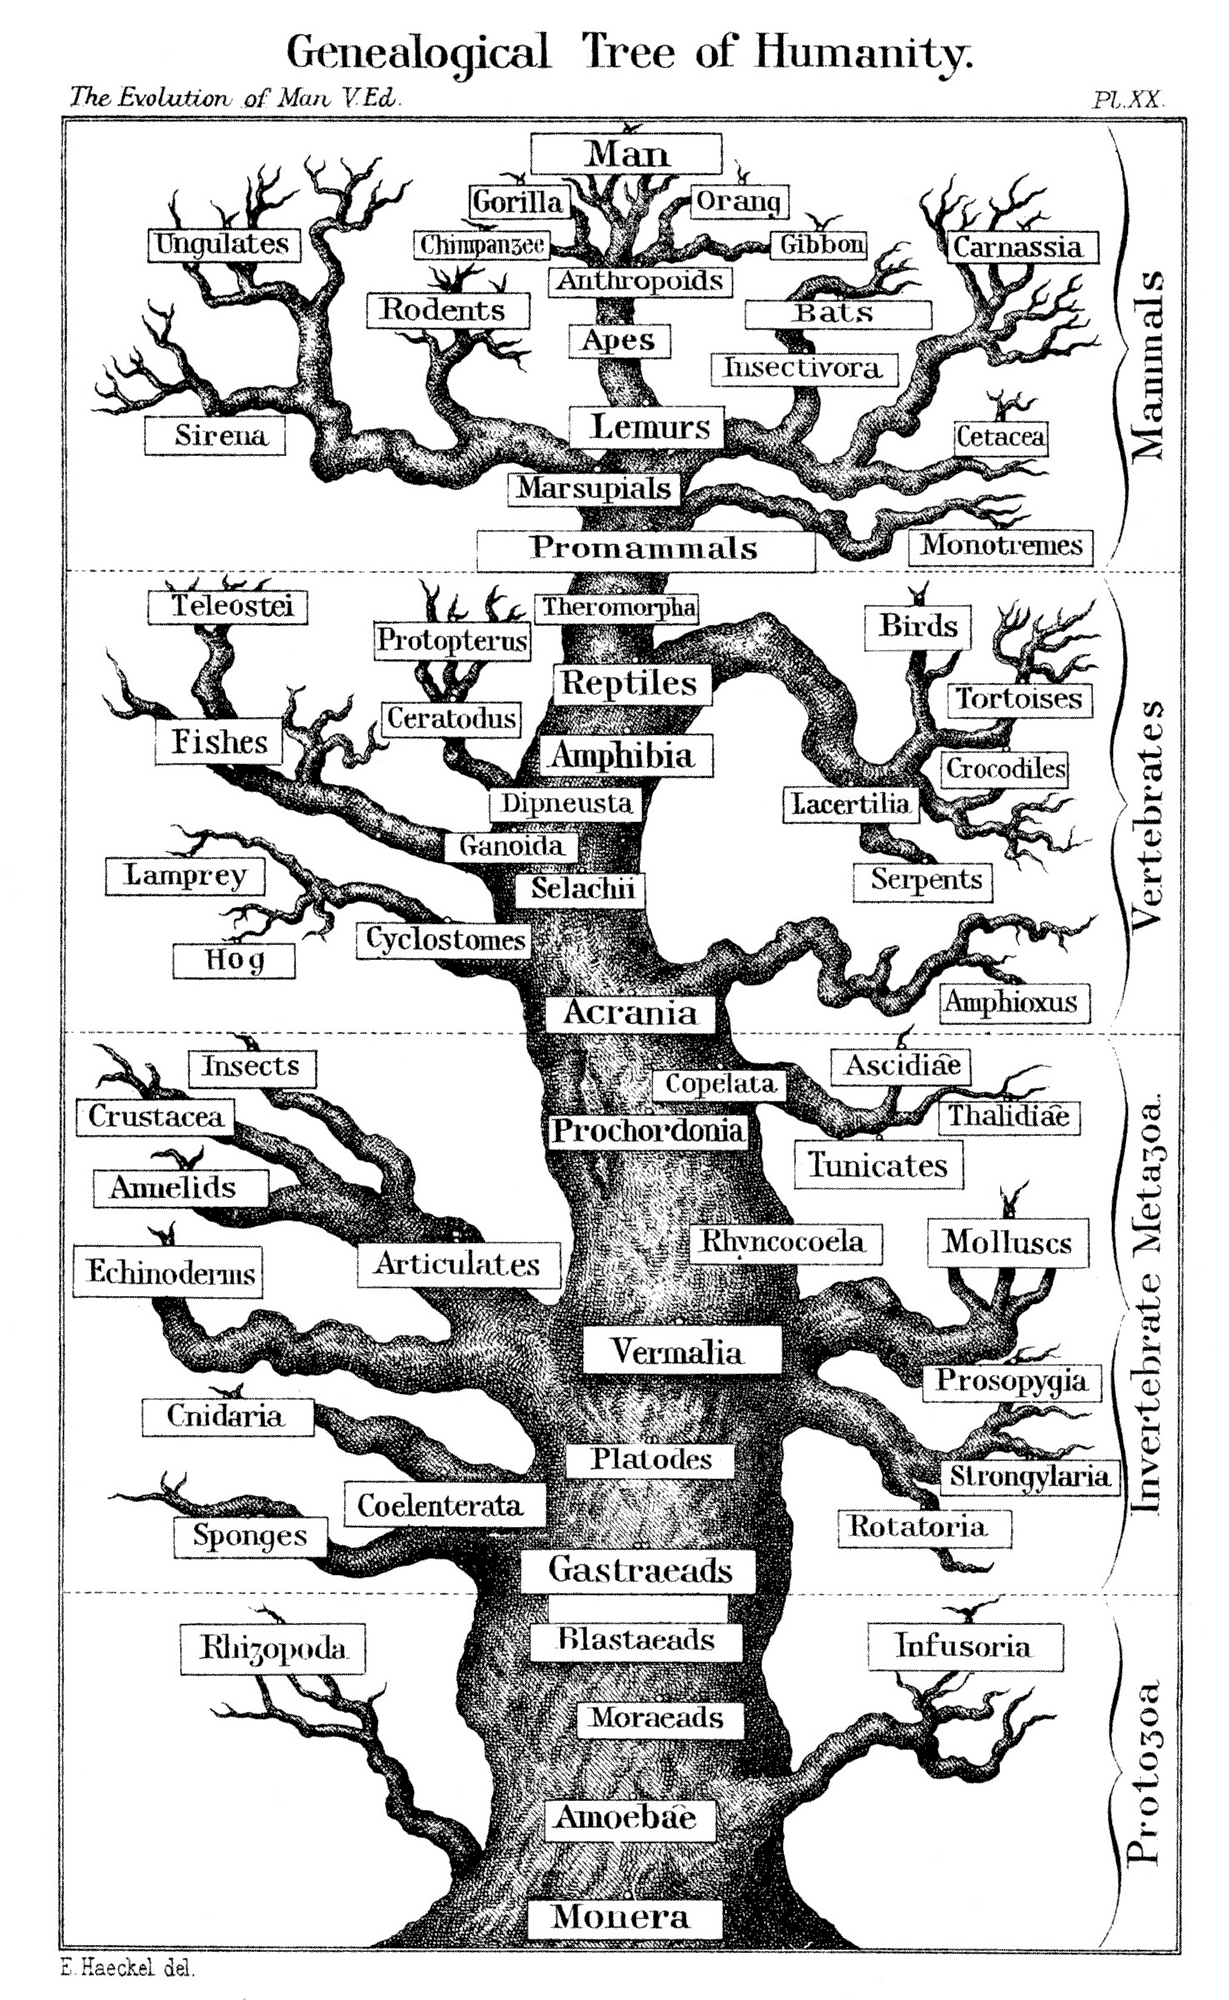 Genealogical Tree of Humanity.
The Evolution of Man V.Ed.
Pl.XX.
Man
Gorilla
Orang
Ungulates
Chimpanzee
Gibbon
Carnassia
Anthropoids
Rodents
Bats
Apes
Insectivora
Sirena
Lemurs
Cetacea
Marsupials
Promammals
Monotremes
Mammals
Teleostei
Theromorpha
Protopterus
Birds
Reptiles
Tortoises
Ceratodus
Fishes
Amphibia
Crocodiles
Dipneusta
Lacertilia
Ganoida
Lamprey
Selachii
Serpents
Cyclostomes
Hog
Acrania
Amphioxus
Vertebrates
Insects
Ascidiæ
Copelata
Crustacea
Thalidiæ
Prochordonia
Tunicates
Annelids
Rhyncocoela
Molluscs
Articulates
Echinoderms
Vermalia
Prosopygia
Cnidaria
Platodes
Strongylaria
Coelenterata
Sponges
Rotatoria
Gastraeads
Invertebrate Metazoa.
Rhizopoda
Blastaeads
Infusoria
Moraeads
Amoebae
Monera
Protozoa
E.Haeckel del.